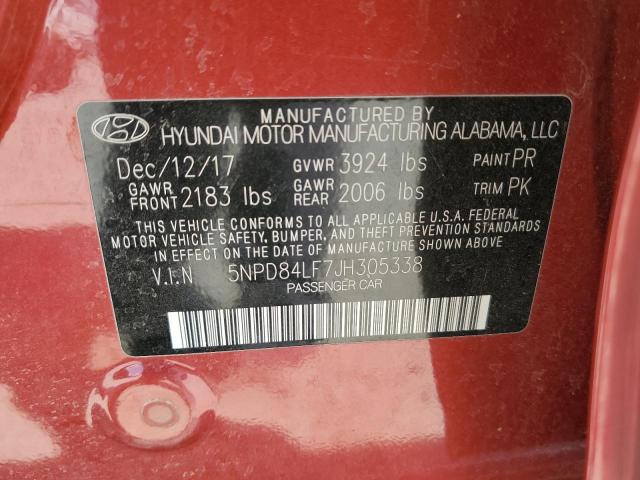 MANUFACTURED BY
HYUNDAI MOTOR MANUFACTURING ALABAMA, LLC
Dec/12/17 GVWR 3924 lbs PAINT PR
GAWR FRONT 2183 lbs GAWR REAR 2006 lbs TRIM PK
THIS VEHICLE CONFORMS TO ALL APPLICABLE U.S.A. FEDERAL
MOTOR VEHICLE SAFETY, BUMPER, AND THEFT PREVENTION STANDARDS
IN EFFECT ON THE DATE OF MANUFACTURE SHOWN ABOVE.
V.I.N 5NPD84LF7JH305338
PASSENGER CAR